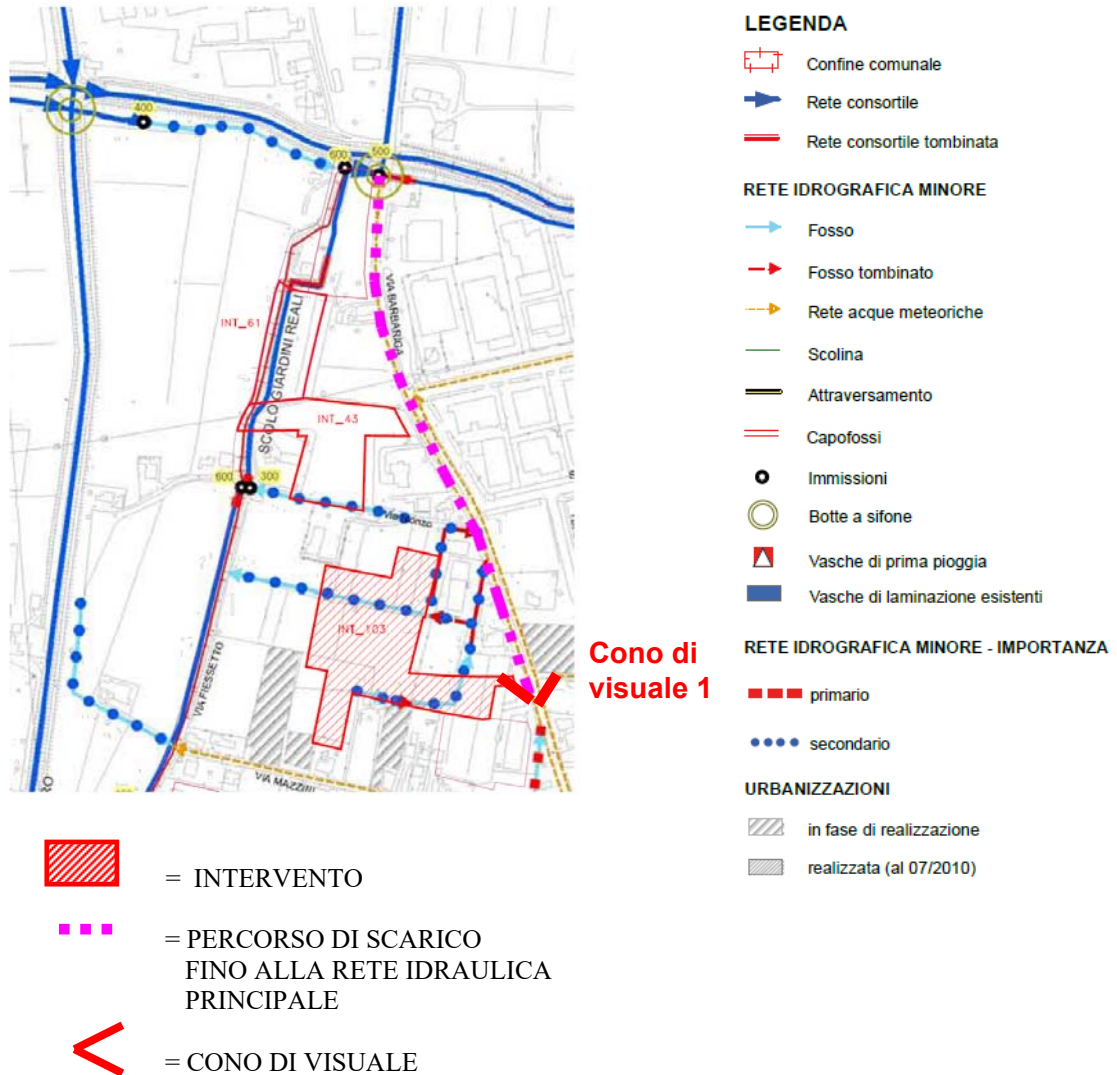 400
600
500
VIA BARBARIGA
INT_61
SCOLO GIARDINI REALI
INT_43
600
300
INT_103
VIA FIESSETTO
VIA MAZZINI
Cono di
visuale 1
LEGENDA
Confine comunale
Rete consortile
Rete consortile tombinata
RETE IDROGRAFICA MINORE
Fosso
Fosso tombinato
Rete acque meteoriche
Scolina
Attraversamento
Capofossi
Immissioni
Botte a sifone
Vasche di prima pioggia
Vasche di laminazione esistenti
RETE IDROGRAFICA MINORE - IMPORTANZA
primario
secondario
URBANIZZAZIONI
in fase di realizzazione
realizzata (al 07/2010)
= INTERVENTO
= PERCORSO DI SCARICO
FINO ALLA RETE IDRAULICA
PRINCIPALE
= CONO DI VISUALE